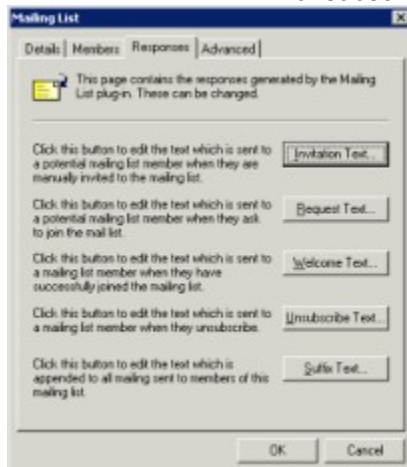 Mailing List
Details Members Responses Advanced
This page contains the responses generated by the Mailing
List plug-in. These can be changed.
Click this button to edit the text which is sent to
a potential mailing list member when they are
manually invited to the mailing list.
Invitation Text...
Click this button to edit the text which is sent to
a potential mailing list member when they ask
to join the mail list.
Request Text...
Click this button to edit the text which is sent to
a mailing list member when they have
successfully joined the mailing list.
Welcome Text...
Click this button to edit the text which is sent to
a mailing list member when they unsubscribe.
Unsubscribe Text...
Click this button to edit the text which is
appended to all mailing sent to members of this
mailing list.
Suffix Text...
OK Cancel